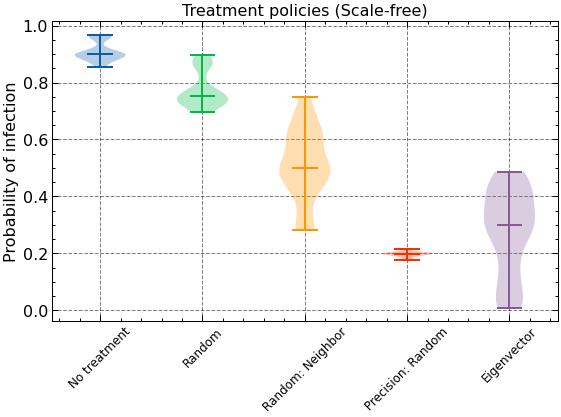 Treatment policies (Scale-free)
Probability of infection
1.0
0.8
0.6
0.4
0.2
0.0
No treatment
Random
Random: Neighbor
Precision: Random
Eigenvector